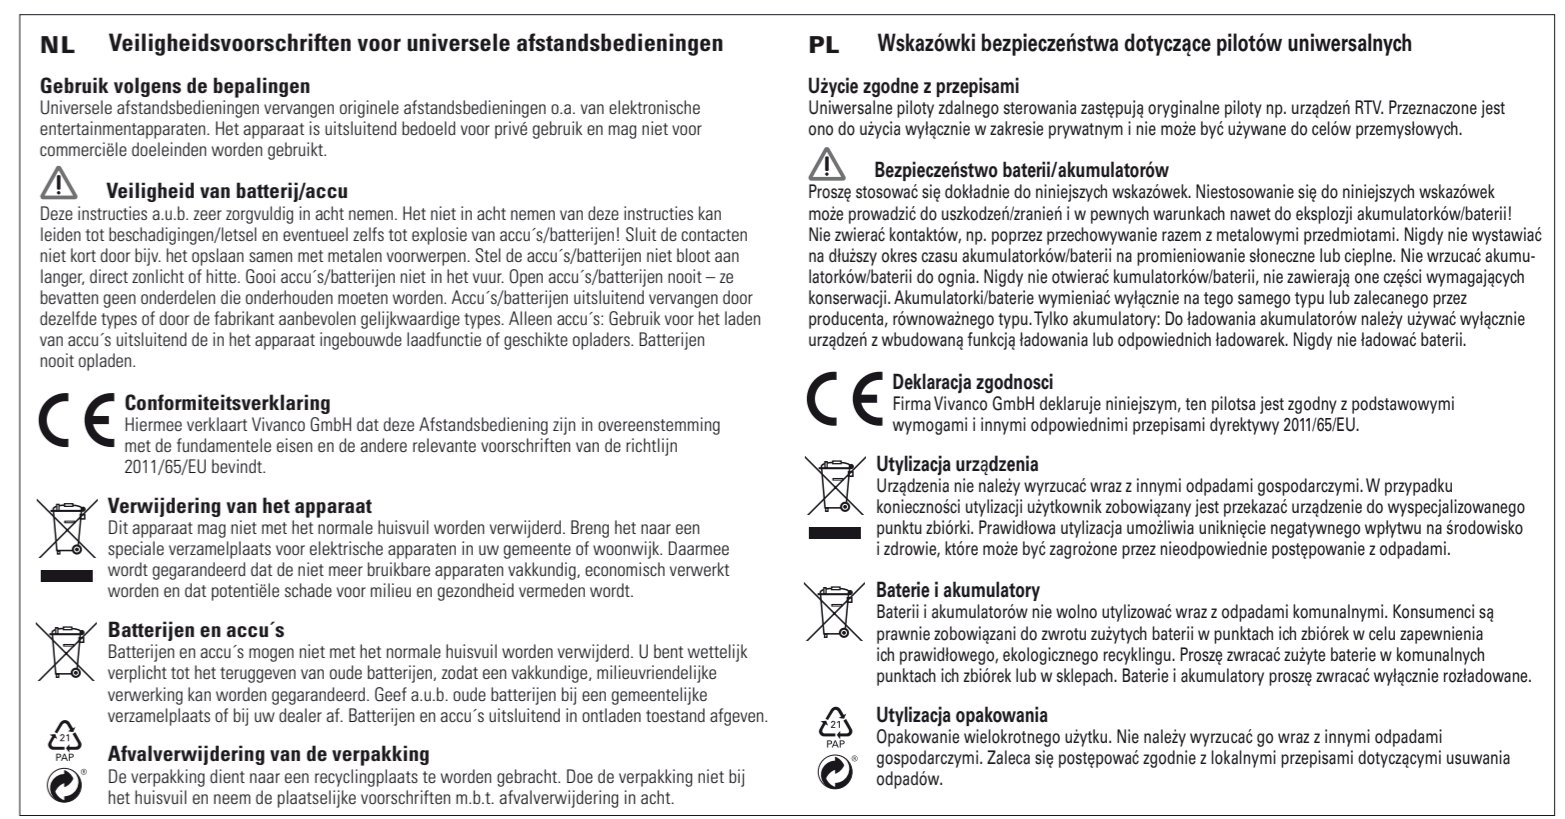 NL Veiligheidsvoorschriften voor universele afstandsbedieningen
Gebruik volgens de bepalingen
Universele afstandsbedieningen vervangen originele afstandsbedieningen o.a. van elektronische
entertainmentapparaten. Het apparaat is uitsluitend bedoeld voor privé gebruik en mag niet voor
commerciële doeleinden worden gebruikt.
Veiligheid van batterij/accu
Deze instructies a.u.b. zeer zorgvuldig in acht nemen. Het niet in acht nemen van deze instructies kan
leiden tot beschadigingen/letsel en eventueel zelfs tot explosie van accu´s/batterijen! Sluit de contacten
niet kort door bijv. het opslaan samen met metalen voorwerpen. Stel de accu´s/batterijen niet bloot aan
langer, direct zonlicht of hitte. Gooi accu´s/batterijen niet in het vuur. Open accu´s/batterijen nooit – ze
bevatten geen onderdelen die onderhouden moeten worden. Accu´s/batterijen uitsluitend vervangen door
dezelfde types of door de fabrikant aanbevolen gelijkwaardige types. Alleen accu´s: Gebruik voor het laden
van accu´s uitsluitend de in het apparaat ingebouwde laadfunctie of geschikte opladers. Batterijen
nooit opladen.
CE
Conformiteitsverklaring
Hiermee verklaart Vivanco GmbH dat deze Afstandsbediening zijn in overeenstemming
met de fundamentele eisen en de andere relevante voorschriften van de richtlijn
2011/65/EU bevindt.
Verwijdering van het apparaat
Dit apparaat mag niet met het normale huisvuil worden verwijderd. Breng het naar een
speciale verzamelplaats voor elektrische apparaten in uw gemeente of woonwijk. Daarmee
wordt gegarandeerd dat de niet meer bruikbare apparaten vakkundig, economisch verwerkt
worden en dat potentiële schade voor milieu en gezondheid vermeden wordt.
Batterijen en accu´s
Batterijen en accu´s mogen niet met het normale huisvuil worden verwijderd. U bent wettelijk
verplicht tot het teruggeven van oude batterijen, zodat een vakkundige, milieuvriendelijke
verwerking kan worden gegarandeerd. Geef a.u.b. oude batterijen bij een gemeentelijke
verzamelplaats of bij uw dealer af. Batterijen en accu´s uitsluitend in ontladen toestand afgeven.
21
PAP
Afvalverwijdering van de verpakking
De verpakking dient naar een recyclingplaats te worden gebracht. Doe de verpakking niet bij
het huisvuil en neem de plaatselijke voorschriften m.b.t. afvalverwijdering in acht.
®
PL Wskazówki bezpieczeństwa dotyczące pilotów uniwersalnych
Użycie zgodne z przepisami
Uniwersalne piloty zdalnego sterowania zastępują oryginalne piloty np. urządzeń RTV. Przeznaczone jest
ono do użycia wyłącznie w zakresie prywatnym i nie może być używane do celów przemysłowych.
Bezpieczeństwo baterii/akumulatorów
Proszę stosować się dokładnie do niniejszych wskazówek. Niestosowanie się do niniejszych wskazówek
może prowadzić do uszkodzeń/zranień i w pewnych warunkach nawet do eksplozji akumulatorków/baterii!
Nie zwierać kontaktów, np. poprzez przechowywanie razem z metalowymi przedmiotami. Nigdy nie wystawiać
na dłuższy okres czasu akumulatorków/baterii na promieniowanie słoneczne lub cieplne. Nie wrzucać akumu-
latorków/baterii do ognia. Nigdy nie otwierać kumulatorków/baterii, nie zawierają one części wymagających
konserwacji. Akumulatorki/baterie wymieniać wyłącznie na tego samego typu lub zalecanego przez
producenta, równoważnego typu. Tylko akumulatory: Do ładowania akumulatorów należy używać wyłącznie
urządzeń z wbudowaną funkcją ładowania lub odpowiednich ładowarek. Nigdy nie ładować baterii.
CE
Deklaracja zgodnosci
Firma Vivanco GmbH deklaruje niniejszym, ten pilotsa jest zgodny z podstawowymi
wymogami i innymi odpowiednimi przepisami dyrektywy 2011/65/EU.
Utylizacja urządzenia
Urządzenia nie należy wyrzucać wraz z innymi odpadami gospodarczymi. W przypadku
konieczności utylizacji użytkownik zobowiązany jest przekazać urządzenie do wyspecjalizowanego
punktu zbiórki. Prawidłowa utylizacja umożliwia uniknięcie negatywnego wpłytwu na środowisko
i zdrowie, które może być zagrożone przez nieodpowiednie postępowanie z odpadami.
Baterie i akumulatory
Baterii i akumulatorów nie wolno utylizować wraz z odpadami komunalnymi. Konsumenci są
prawnie zobowiązani do zwrotu zużytych baterii w punktach ich zbiórek w celu zapewnienia
ich prawidłowego, ekologicznego recyklingu. Proszę zwracać zużyte baterie w komunalnych
punktach ich zbiórek lub w sklepach. Baterie i akumulatory proszę zwracać wyłącznie rozładowane.
21
PAP
Utylizacja opakowania
Opakowanie wielokrotnego użytku. Nie należy wyrzucać go wraz z innymi odpadami
gospodarczymi. Zaleca się postępować zgodnie z lokalnymi przepisami dotyczącymi usuwania
odpadów.
®